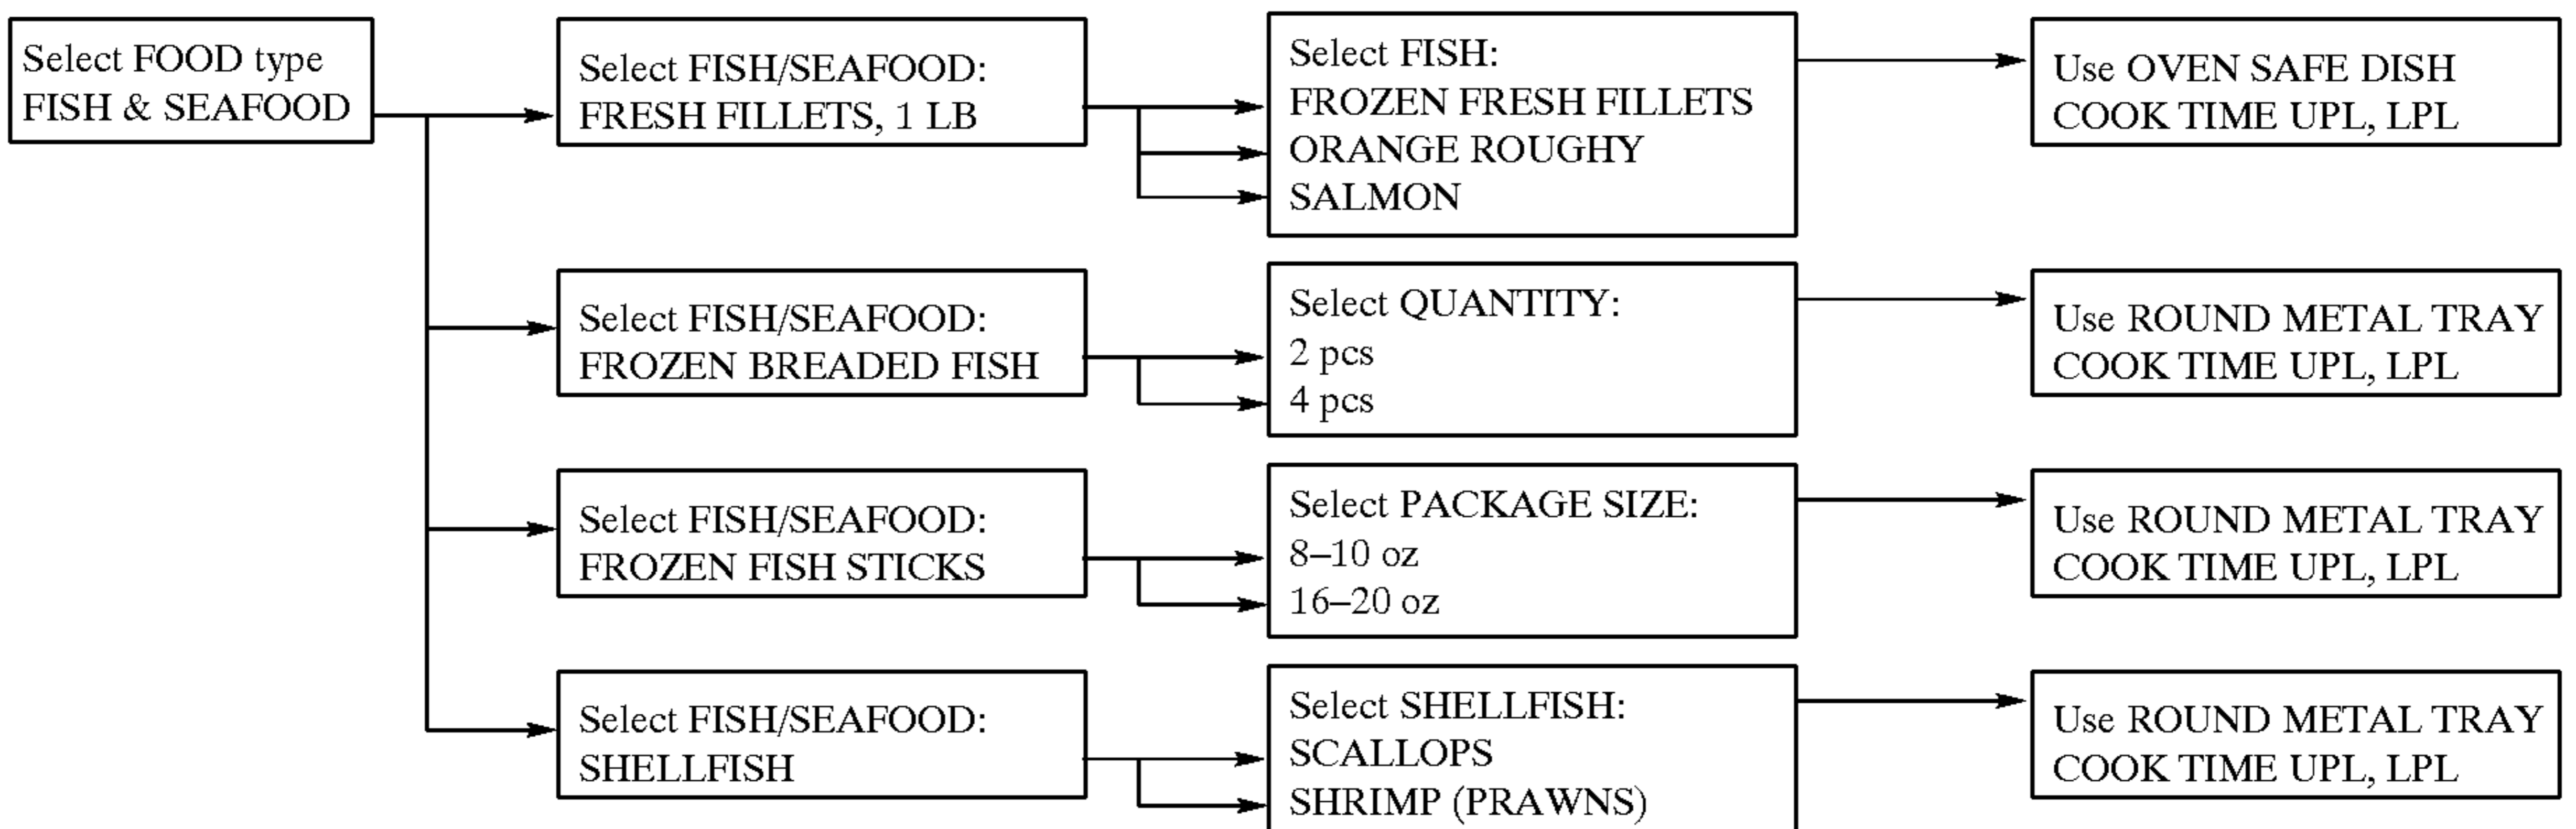 Select FOOD type
FISH & SEAFOOD
Select FISH/SEAFOOD:
FRESH FILLETS, 1 LB
Select FISH:
FROZEN FRESH FILLETS
ORANGE ROUGHY
SALMON
Use OVEN SAFE DISH
COOK TIME UPL, LPL
Select FISH/SEAFOOD:
FROZEN BREADED FISH
Select QUANTITY:
2 pcs
4 pcs
Use ROUND METAL TRAY
COOK TIME UPL, LPL
Select FISH/SEAFOOD:
FROZEN FISH STICKS
Select PACKAGE SIZE:
8–10 oz
16–20 oz
Use ROUND METAL TRAY
COOK TIME UPL, LPL
Select FISH/SEAFOOD:
SHELLFISH
Select SHELLFISH:
SCALLOPS
SHRIMP (PRAWNS)
Use ROUND METAL TRAY
COOK TIME UPL, LPL